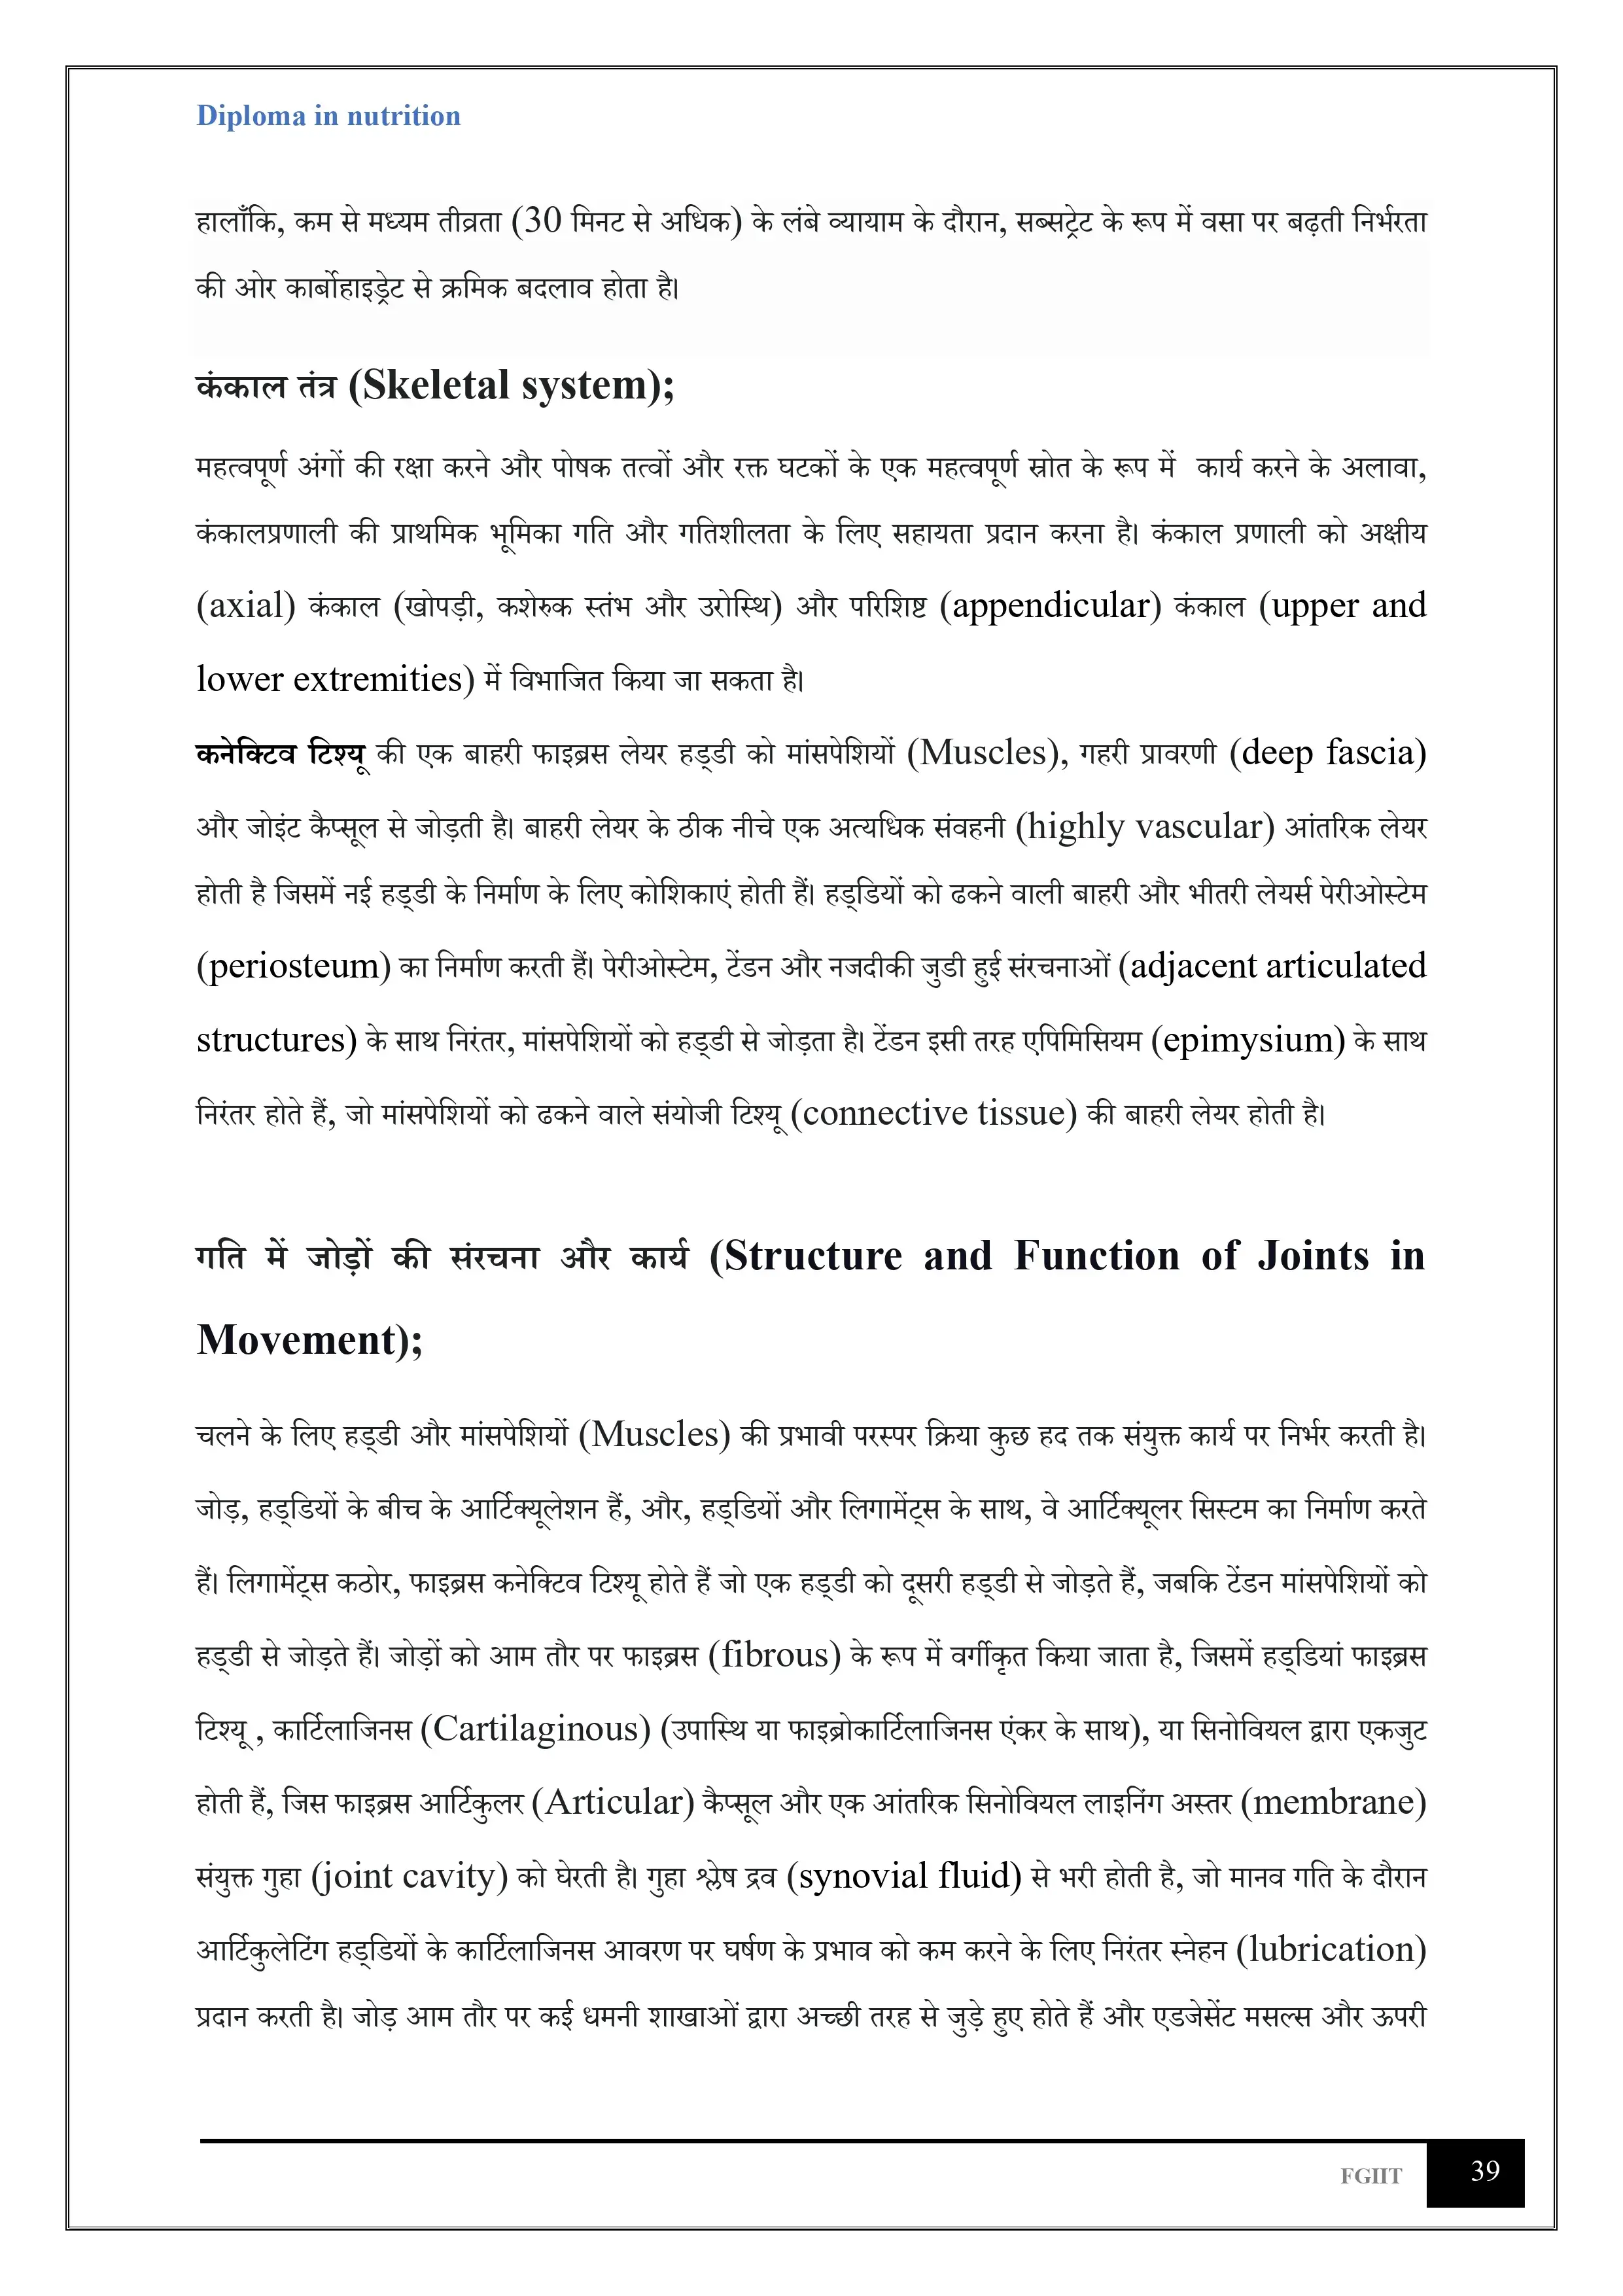 Diploma in nutrition
हालाँकि, कम से मध्यम तीव्रता (30 मिनट से अधिक) के लंबे व्यायाम के दौरान, सब्सट्रेट के रूप में वसा पर बढ़ती निर्भरता
की ओर कार्बोहाइड्रेट से क्रमिक बदलाव होता है।
कंकाल तंत्र (Skeletal system);
महत्वपूर्ण अंगों की रक्षा करने और पोषक तत्वों और रक्त घटकों के एक महत्वपूर्ण स्रोत के रूप में कार्य करने के अलावा,
कंकालप्रणाली की प्राथमिक भूमिका गति और गतिशीलता के लिए सहायता प्रदान करना है। कंकाल प्रणाली को अक्षीय
(axial) कंकाल (खोपड़ी, कशेरुक स्तंभ और उरोस्थि) और परिशिष्ट (appendicular) कंकाल (upper and
lower extremities) में विभाजित किया जा सकता है।
कनेक्टिव टिश्यू की एक बाहरी फाइब्रस लेयर हड्डी को मांसपेशियों (Muscles), गहरी प्रावरणी (deep fascia)
और जोइंट कैप्सूल से जोड़ती है। बाहरी लेयर के ठीक नीचे एक अत्यधिक संवहनी (highly vascular) आंतरिक लेयर
होती है जिसमें नई हड्डी के निर्माण के लिए कोशिकाएं होती हैं। हड्डियों को ढकने वाली बाहरी और भीतरी लेयर्स पेरीओस्टेम
(periosteum) का निर्माण करती हैं। पेरीओस्टेम, टेंडन और नजदीकी जुडी हुई संरचनाओं (adjacent articulated
structures) के साथ निरंतर, मांसपेशियों को हड्डी से जोड़ता है। टेंडन इसी तरह एपिमिसियम (epimysium) के साथ
निरंतर होते हैं, जो मांसपेशियों को ढकने वाले संयोजी टिश्यू (connective tissue) की बाहरी लेयर होती है।
गति में जोड़ों की संरचना और कार्य (Structure and Function of Joints in
Movement);
चलने के लिए हड्डी और मांसपेशियों (Muscles) की प्रभावी परस्पर क्रिया कुछ हद तक संयुक्त कार्य पर निर्भर करती है।
जोड़, हड्डियों के बीच के आर्टिक्यूलेशन हैं, और, हड्डियों और लिगामेंट्स के साथ, वे आर्टिक्यूलर सिस्टम का निर्माण करते
हैं। लिगामेंट्स कठोर, फाइब्रस कनेक्टिव टिश्यू होते हैं जो एक हड्डी को दूसरी हड्डी से जोड़ते हैं, जबकि टेंडन मांसपेशियों को
हड्डी से जोड़ते हैं। जोड़ों को आम तौर पर फाइब्रस (fibrous) के रूप में वर्गीकृत किया जाता है, जिसमें हड्डियां फाइब्रस
टिश्यू , कार्टिलाजिनस (Cartilaginous) (उपास्थि या फाइब्रोकार्टिलाजिनस एंकर के साथ), या सिनोवियल द्वारा एकजुट
होती हैं, जिस फाइब्रस आर्टिकुलर (Articular) कैप्सूल और एक आंतरिक सिनोवियल लाइनिंग अस्तर (membrane)
संयुक्त गुहा (joint cavity) को घेरती है। गुहा श्लेष द्रव (synovial fluid) से भरी होती है, जो मानव गति के दौरान
आर्टिकुलेटिंग हड्डियों के कार्टिलाजिनस आवरण पर घर्षण के प्रभाव को कम करने के लिए निरंतर स्नेहन (lubrication)
प्रदान करती है। जोड़ आम तौर पर कई धमनी शाखाओं द्वारा अच्छी तरह से जुड़े हुए होते हैं और एडजेसेंट मसल्स और ऊपरी
FGIIT 39